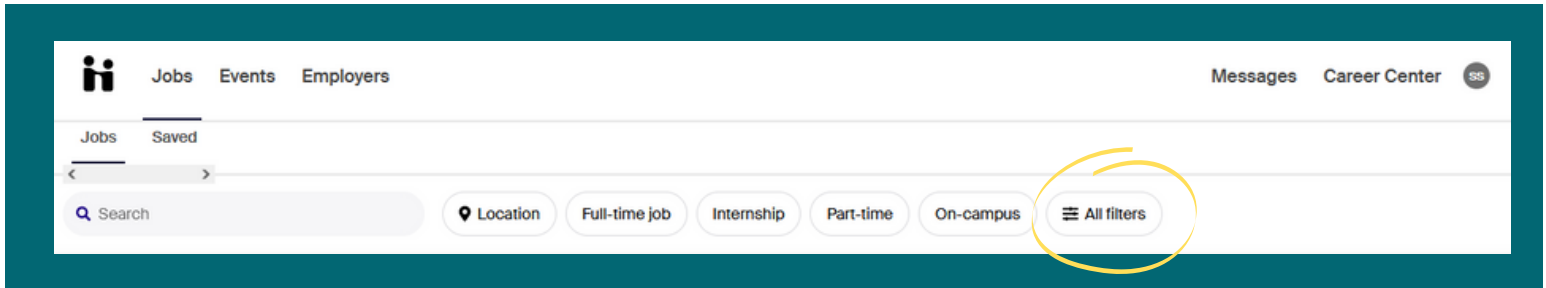 Jobs Events Employers Messages Career Center SS
Jobs Saved
Search Location Full-time job Internship Part-time On-campus All filters